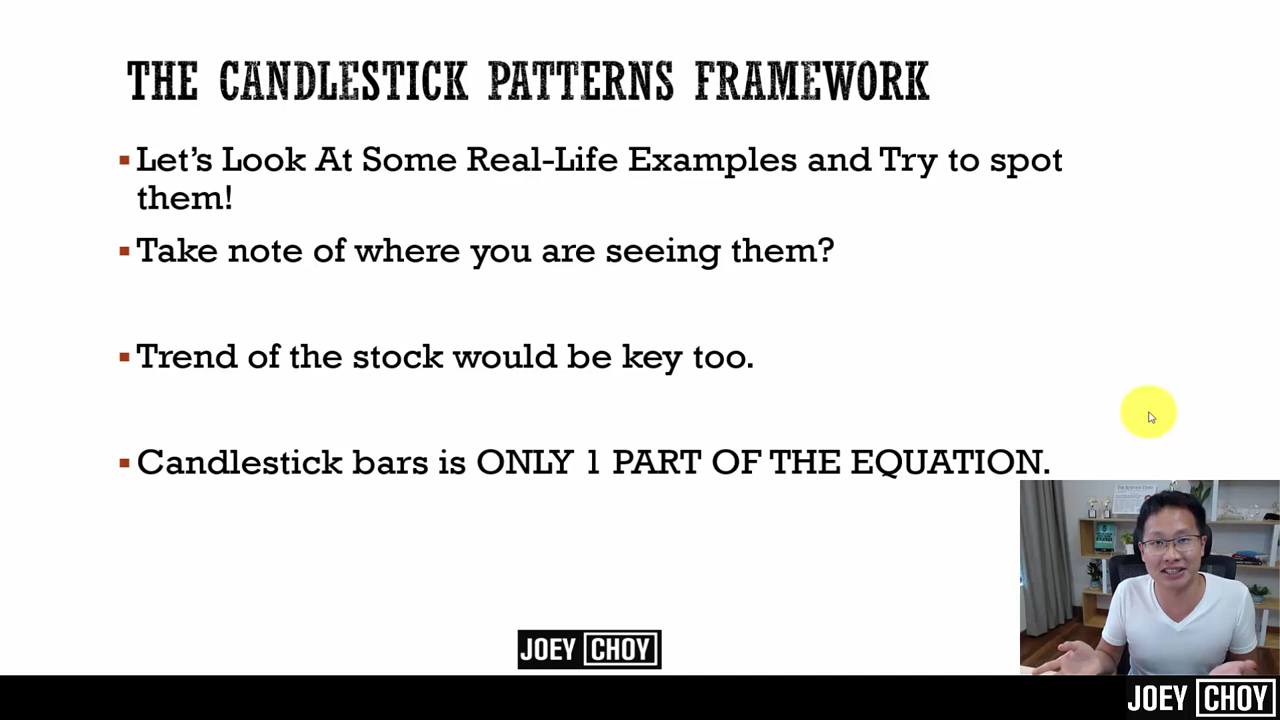 THE CANDLESTICK PATTERNS FRAMEWORK
▪Let's Look At Some Real-Life Examples and Try to spot
them!
▪Take note of where you are seeing them?
▪Trend of the stock would be key too.
▪Candlestick bars is ONLY 1 PART OF THE EQUATION.
JOEY CHOY
JOEY CHOY